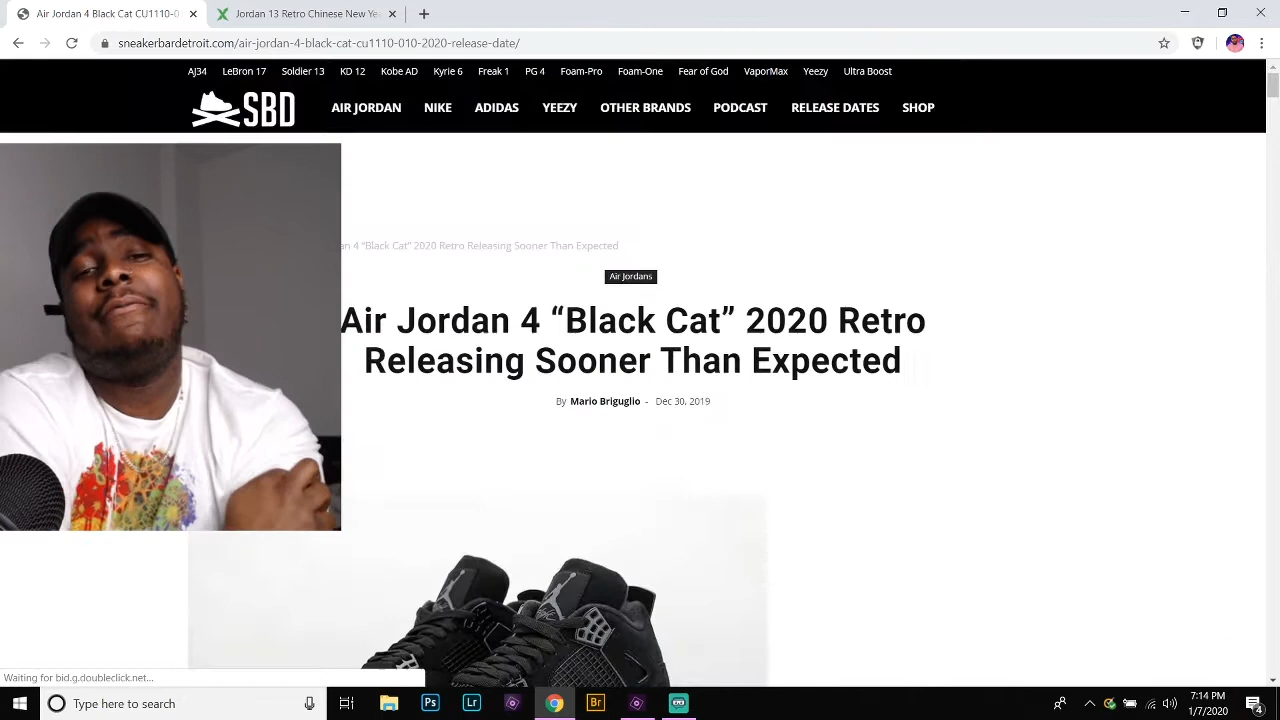 Air Jordan 4 Black Cat CU1110-0
Jordan 13 Retro Chinese New Ye
sneakerbardetroit.com/air-jordan-4-black-cat-cu1110-010-2020-release-date/
AJ34 LeBron 17 Soldier 13 KD 12 Kobe AD Kyrie 6 Freak 1 PG 4 Foam-Pro Foam-One Fear of God VaporMax Yeezy Ultra Boost
SBD AIR JORDAN NIKE ADIDAS YEEZY OTHER BRANDS PODCAST RELEASE DATES SHOP
an 4 “Black Cat” 2020 Retro Releasing Sooner Than Expected
Air Jordans
Air Jordan 4 “Black Cat” 2020 Retro
Releasing Sooner Than Expected
By Mario Briguglio - Dec 30, 2019
Waiting for bid.g.doubleclick.net...
Type here to search
Ps Lr Br
7:14 PM
1/7/2020
4